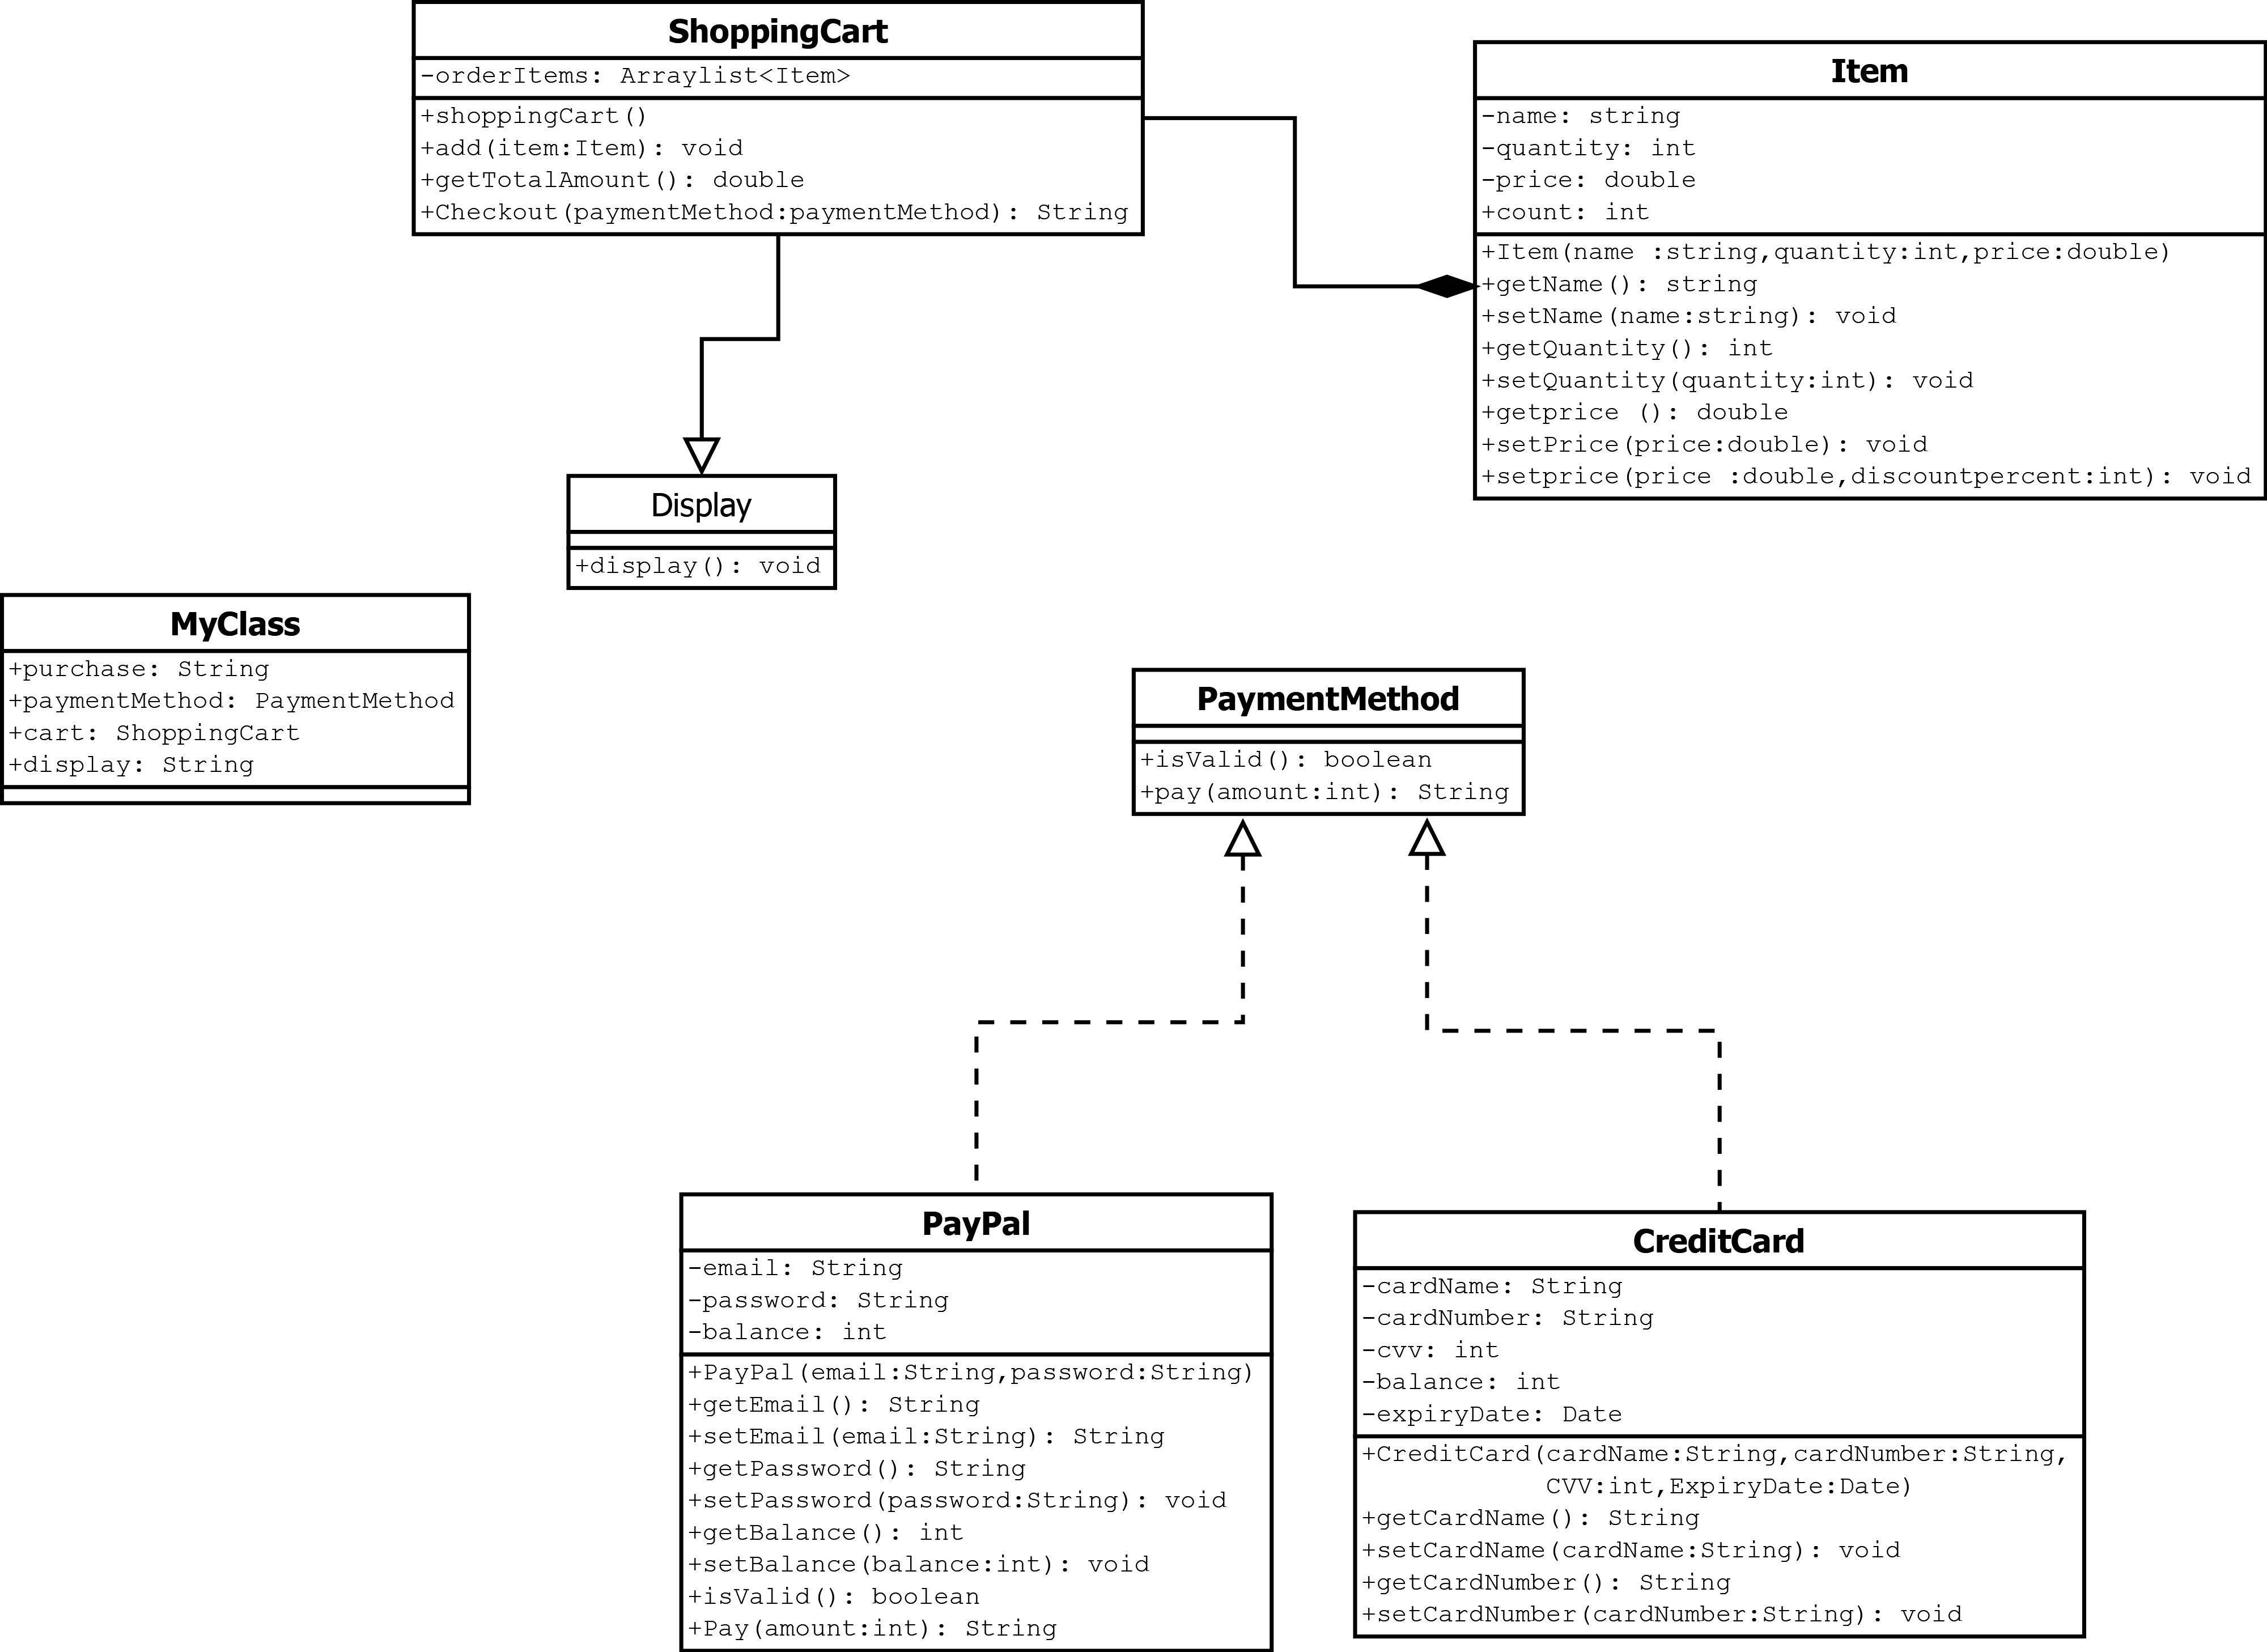 ShoppingCart
-orderItems: Arraylist<Item>
+shoppingCart()
+add(item:Item): void
+getTotalAmount(): double
+Checkout(paymentMethod:paymentMethod): String
Item
-name: string
-quantity: int
-price: double
+count: int
+Item(name :string,quantity:int,price:double)
+getName(): string
+setName(name:string): void
+getQuantity(): int
+setQuantity(quantity:int): void
+getprice (): double
+setPrice(price:double): void
+setprice(price :double,discountpercent:int): void
Display
+display(): void
MyClass
+purchase: String
+paymentMethod: PaymentMethod
+cart: ShoppingCart
+display: String
PaymentMethod
+isValid(): boolean
+pay(amount:int): String
PayPal
-email: String
-password: String
-balance: int
+PayPal(email:String,password:String)
+getEmail(): String
+setEmail(email:String): String
+getPassword(): String
+setPassword(password:String): void
+getBalance(): int
+setBalance(balance:int): void
+isValid(): boolean
+Pay(amount:int): String
CreditCard
-cardName: String
-cardNumber: String
-cvv: int
-balance: int
-expiryDate: Date
+CreditCard(cardName:String,cardNumber:String,
CVV:int,ExpiryDate:Date)
+getCardName(): String
+setCardName(cardName:String): void
+getCardNumber(): String
+setCardNumber(cardNumber:String): void